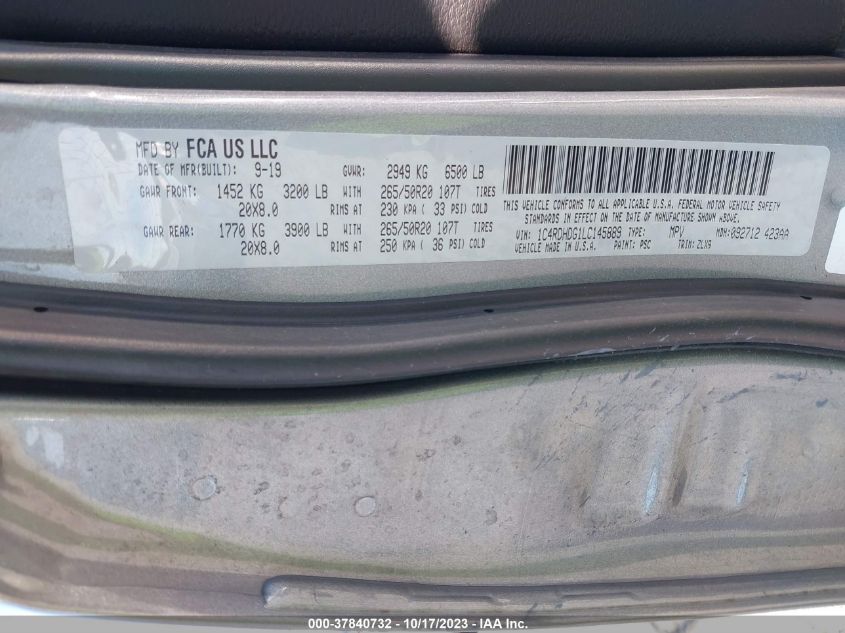 MFD BY FCA US LLC
DATE OF MFR(BUILT): 9-19 GVWR: 2949 KG 6500 LB
GAWR FRONT: 1452 KG 3200 LB WITH 265/50R20 107T TIRES
20X8.0 RIMS AT 230 KPA ( 33 PSI) COLD
GAWR REAR: 1770 KG 3900 LB WITH 265/50R20 107T TIRES
20X8.0 RIMS AT 250 KPA ( 36 PSI) COLD
THIS VEHICLE CONFORMS TO ALL APPLICABLE U.S.A. FEDERAL MOTOR VEHICLE SAFETY
STANDARDS IN EFFECT ON THE DATE OF MANUFACTURE SHOWN ABOVE.
VIN: 1C4RDHDG1LC145889 TYPE: MPV MDH:092712 423AA
VEHICLE MADE IN U.S.A. PAINT: PSC TRIM: ZLX9
000-37840732 - 10/17/2023 - IAA Inc.